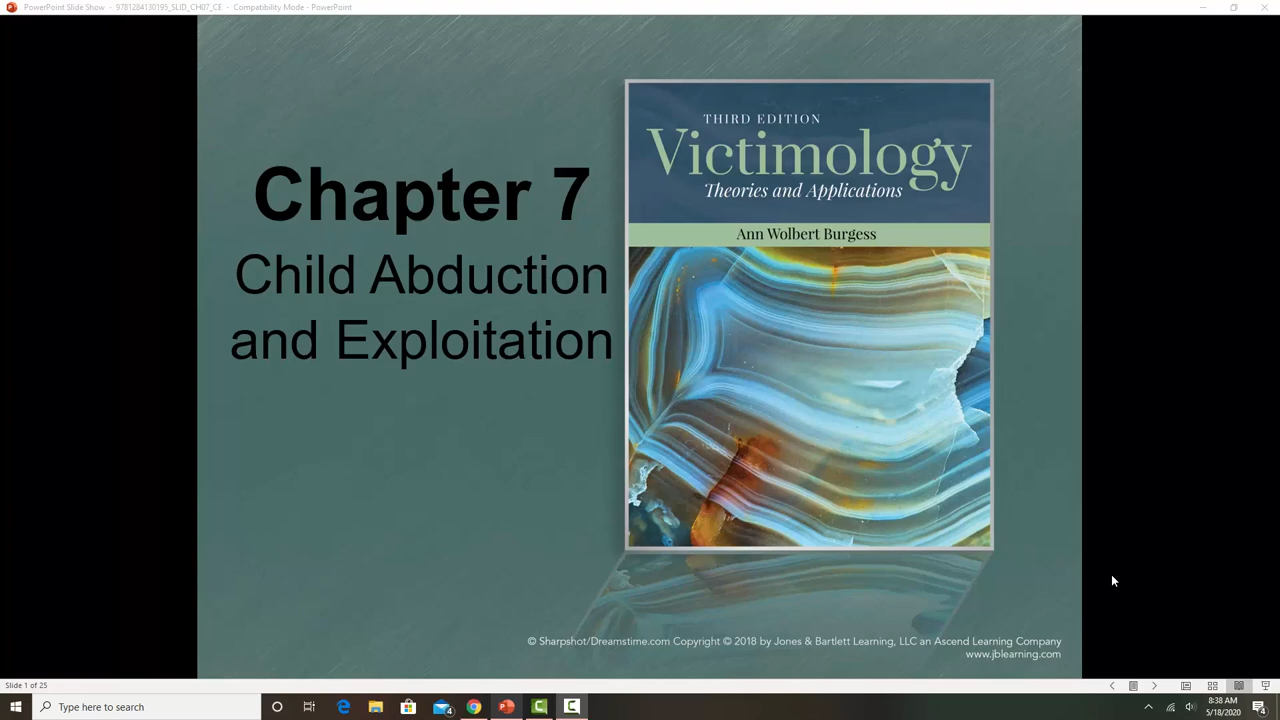 PowerPoint Slide Show - 9781284130195_SLID_CH07_CE - Compatibility Mode - PowerPoint
Chapter 7
Child Abduction
and Exploitation
THIRD EDITION
Victimology
Theories and Applications
Ann Wolbert Burgess
© Sharpshot/Dreamstime.com Copyright © 2018 by Jones & Bartlett Learning, LLC an Ascend Learning Company
www.jblearning.com
Slide 1 of 25
Type here to search
4
8:38 AM
5/18/2020
4